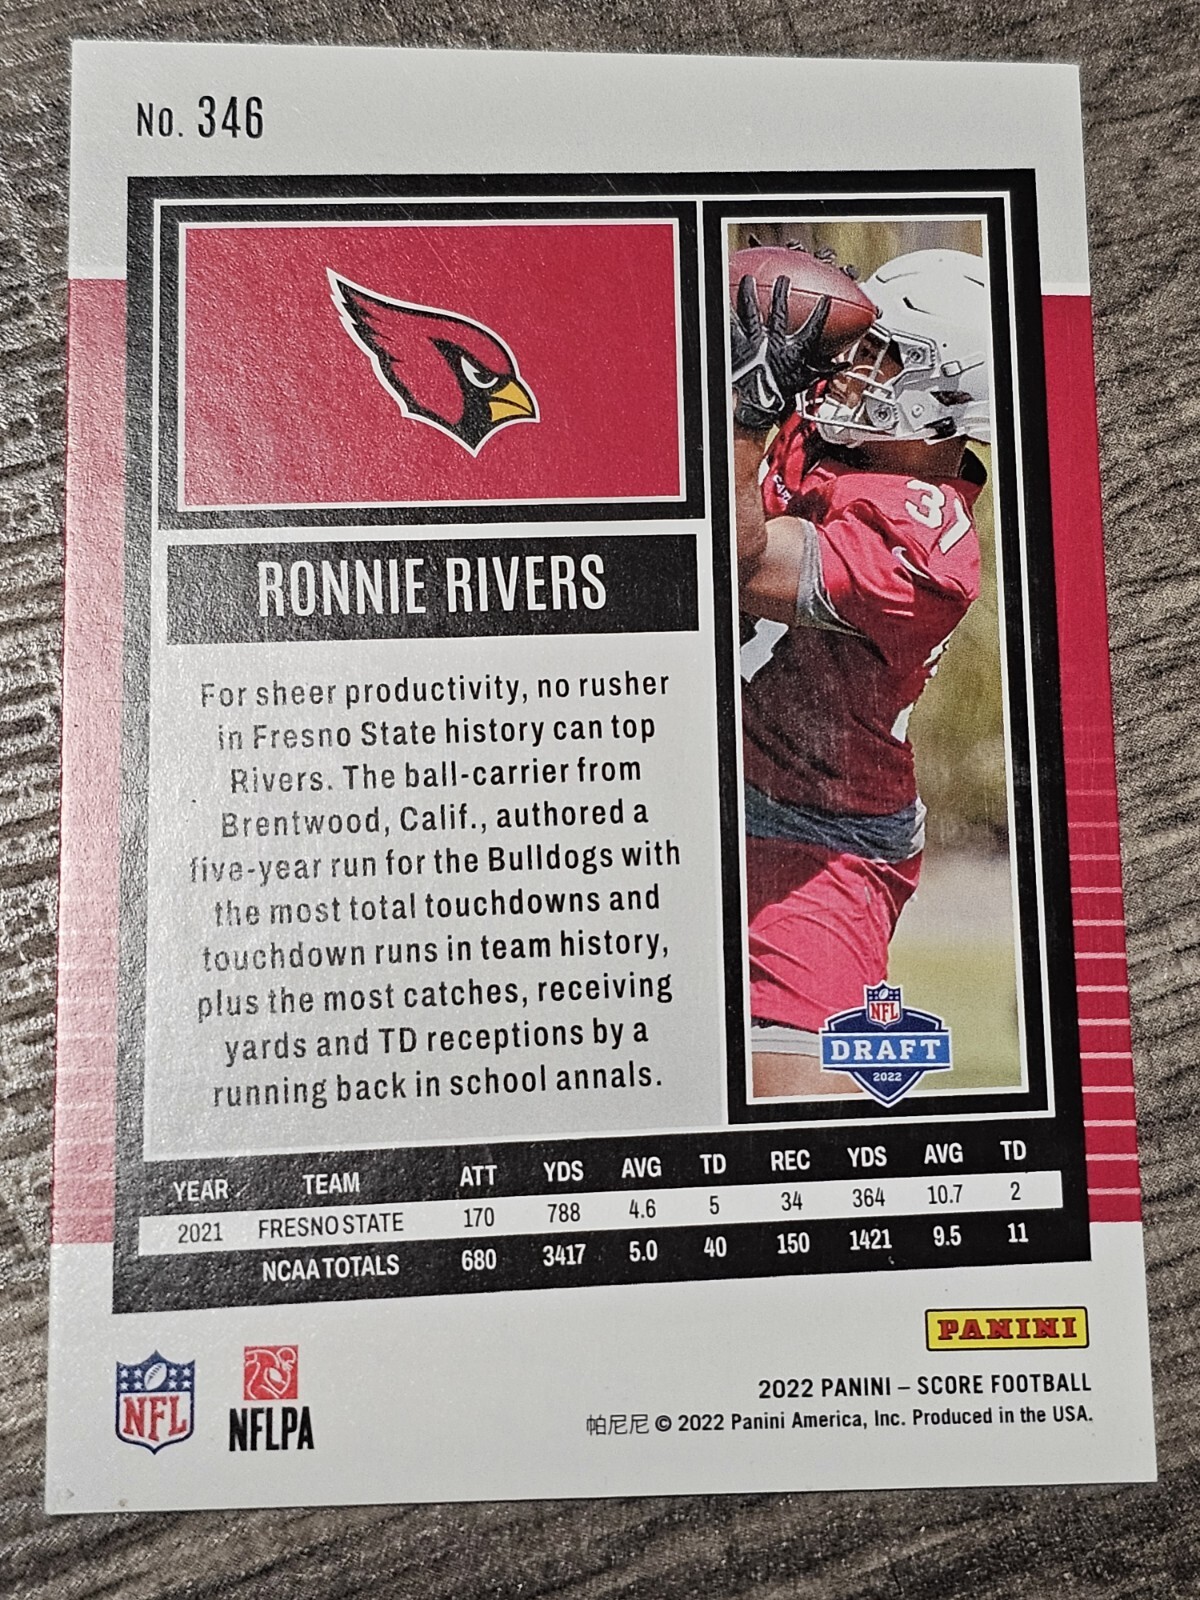 No. 346
37
RONNIE RIVERS
For sheer productivity, no rusher
in Fresno State history can top
Rivers. The ball-carrier from
Brentwood, Calif., authored a
five-year run for the Bulldogs with
the most total touchdowns and
touchdown runs in team history,
plus the most catches, receiving
yards and TD receptions by a
running back in school annals.
NFL
DRAFT
2022
YEAR TEAM ATT YDS AVG TD REC YDS AVG TD
2021 FRESNO STATE 170 788 4.6 5 34 364 10.7 2
NCAA TOTALS 680 3417 5.0 40 150 1421 9.5 11
PANINI
NFL
NFLPA
2022 PANINI – SCORE FOOTBALL
帕尼尼 © 2022 Panini America, Inc. Produced in the USA.